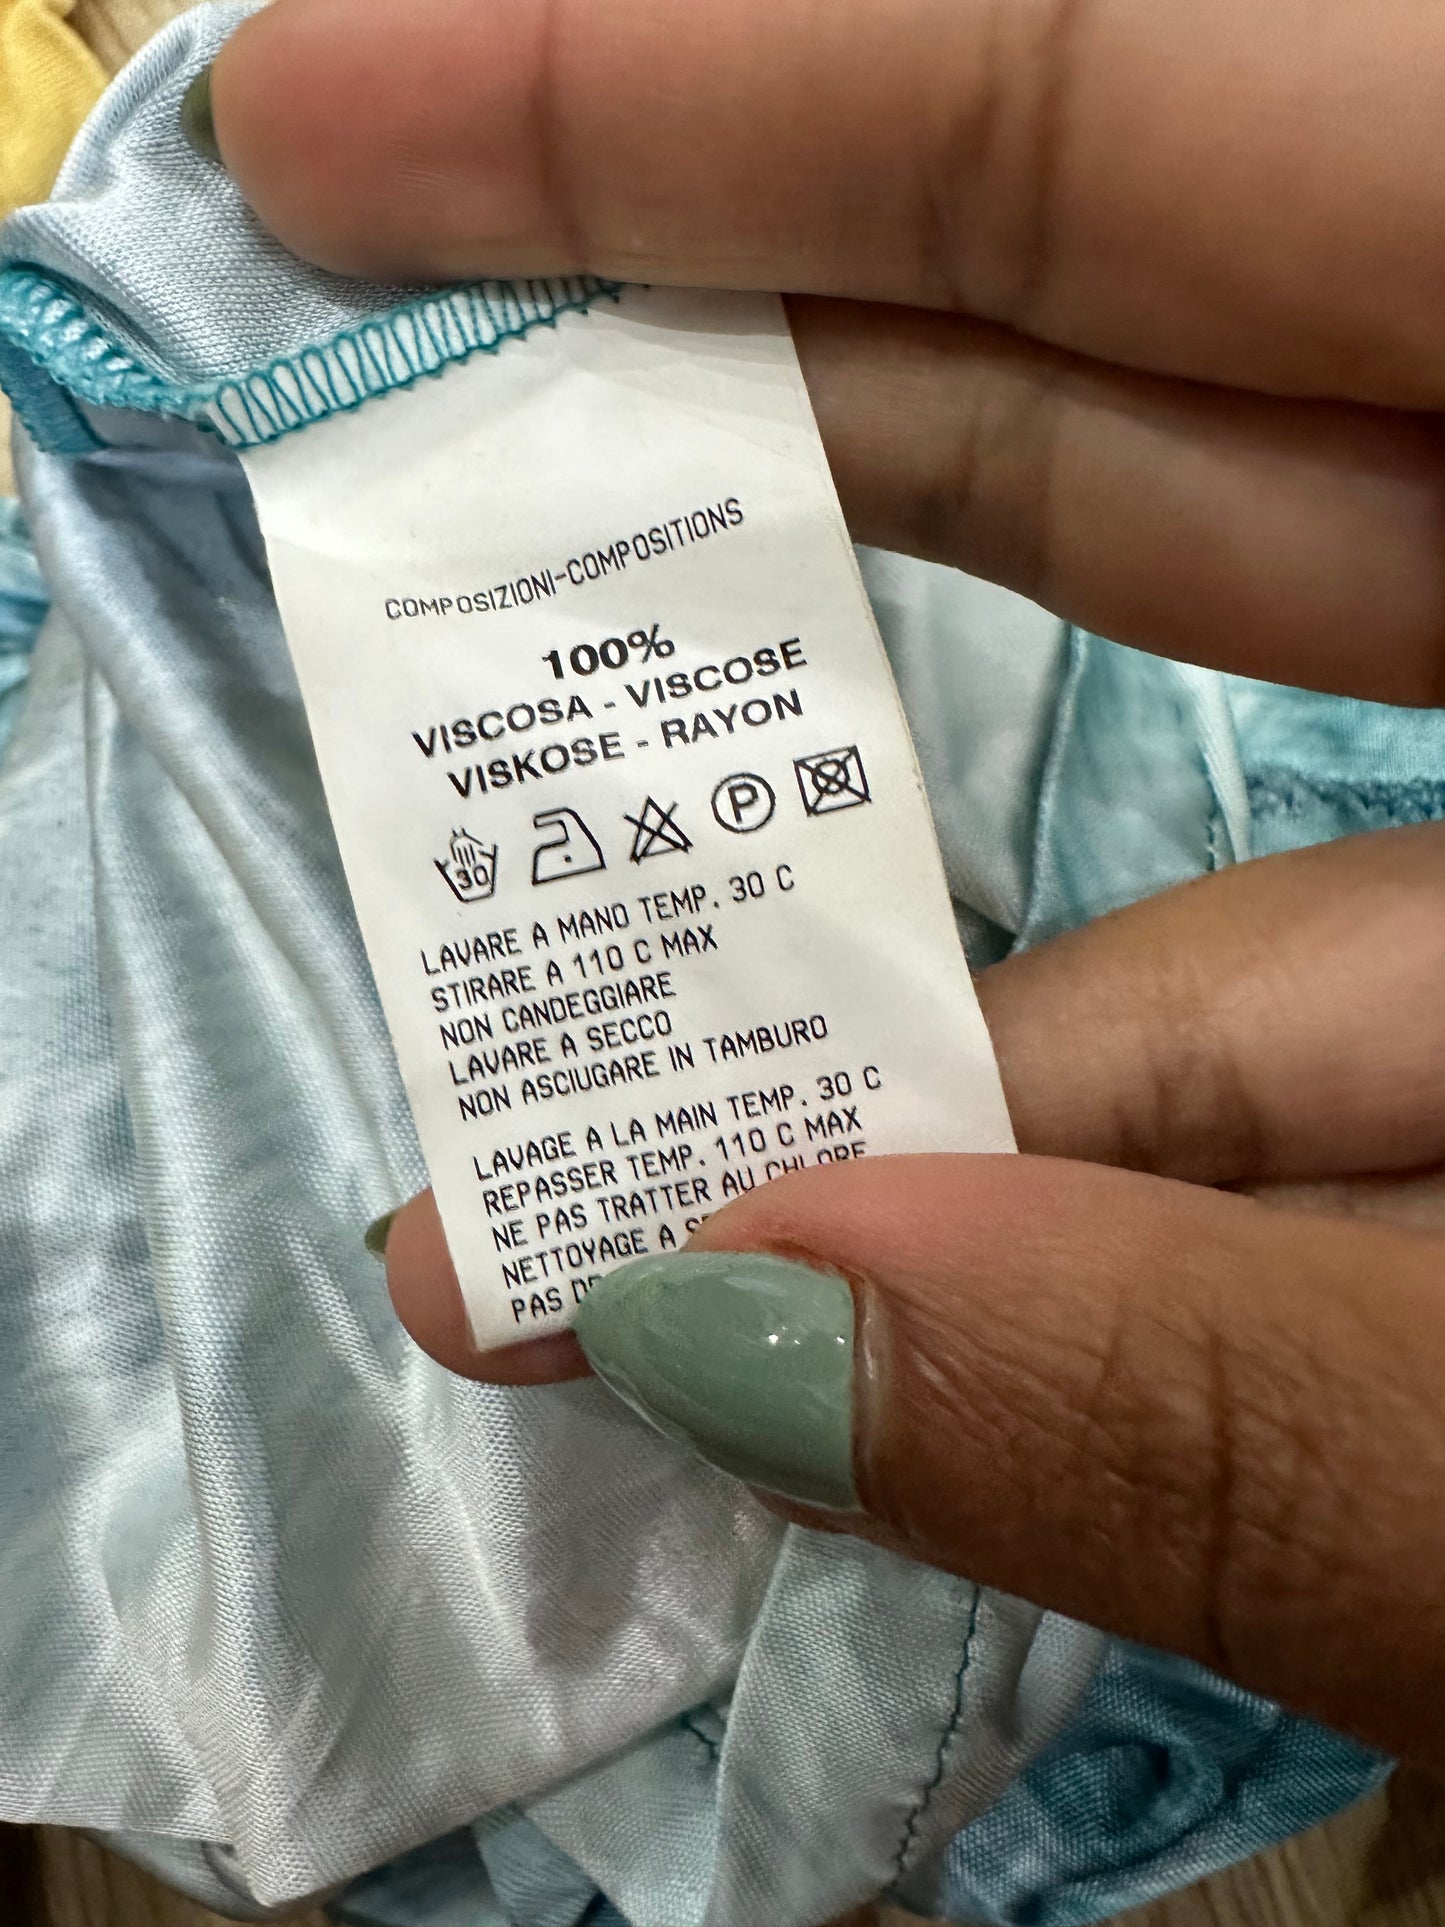 COMPOSIZIONI-COMPOSITIONS
100%
VISCOSA - VISCOSE
VISKOSE - RAYON
30 P
LAVARE A MANO TEMP. 30 C
STIRARE A 110 C MAX
NON CANDEGGIARE
LAVARE A SECCO
NON ASCIUGARE IN TAMBURO
LAVAGE A LA MAIN TEMP. 30 C
REPASSER TEMP. 110 C MAX
NE PAS TRATTER AU CHLORE
NETTOYAGE A
PAS